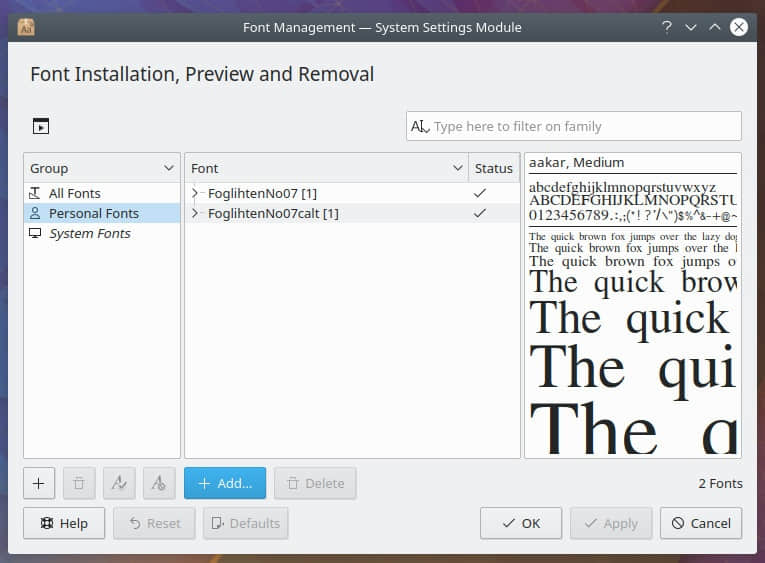 Font Management — System Settings Module
Font Installation, Preview and Removal
Type here to filter on family
Group
All Fonts
Personal Fonts
System Fonts
Font Status
FoglihtenNo07 [1]
FoglihtenNo07calt [1]
aakar, Medium
abcdefghijklmnopqrstuvwxyz
ABCDEFGHIJKLMNOPQRSTU
0123456789.:,;(*!?'/\")$%^&-+@~
The quick brown fox jumps over the lazy dog
The quick brown fox jumps over the l
The quick brown fox jumps o
The quick brow
The quick
The qui
The q
Add... Delete 2 Fonts
Help Reset Defaults OK Apply Cancel